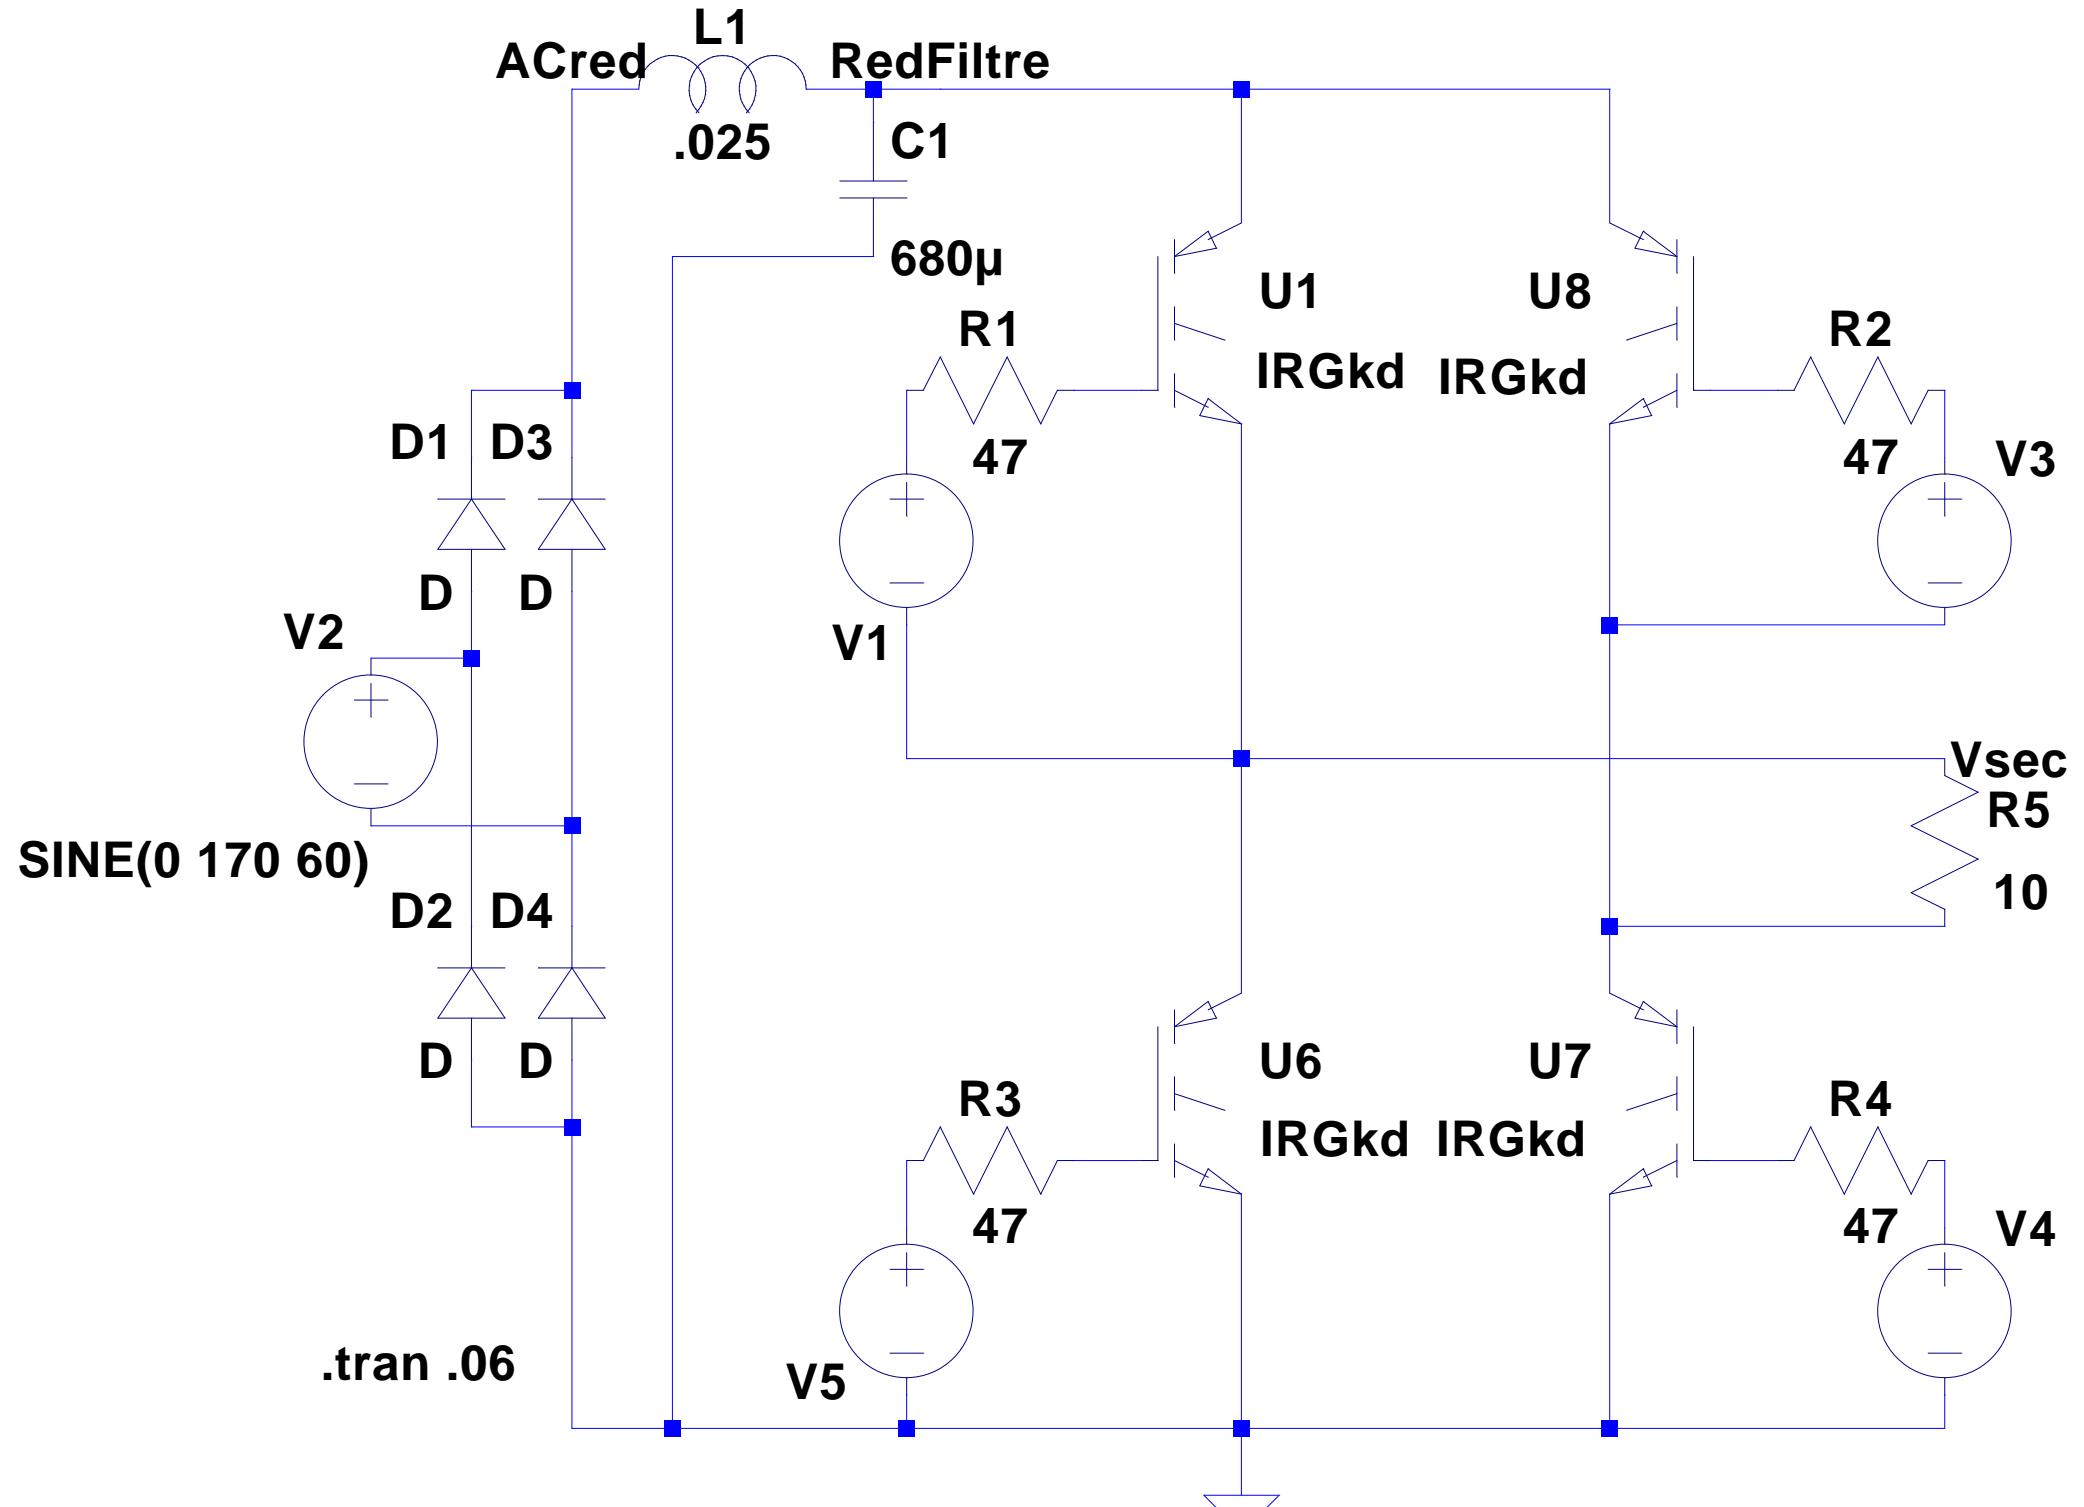 L1
ACred
RedFiltre
.025
C1
680µ
U1
U8
R1
R2
IRGkd
IRGkd
D1
D3
47
47
V3
D
D
V2
V1
Vsec
R5
SINE(0 170 60)
10
D2
D4
D
D
U6
U7
R3
R4
IRGkd
IRGkd
47
47
V4
.tran .06
V5